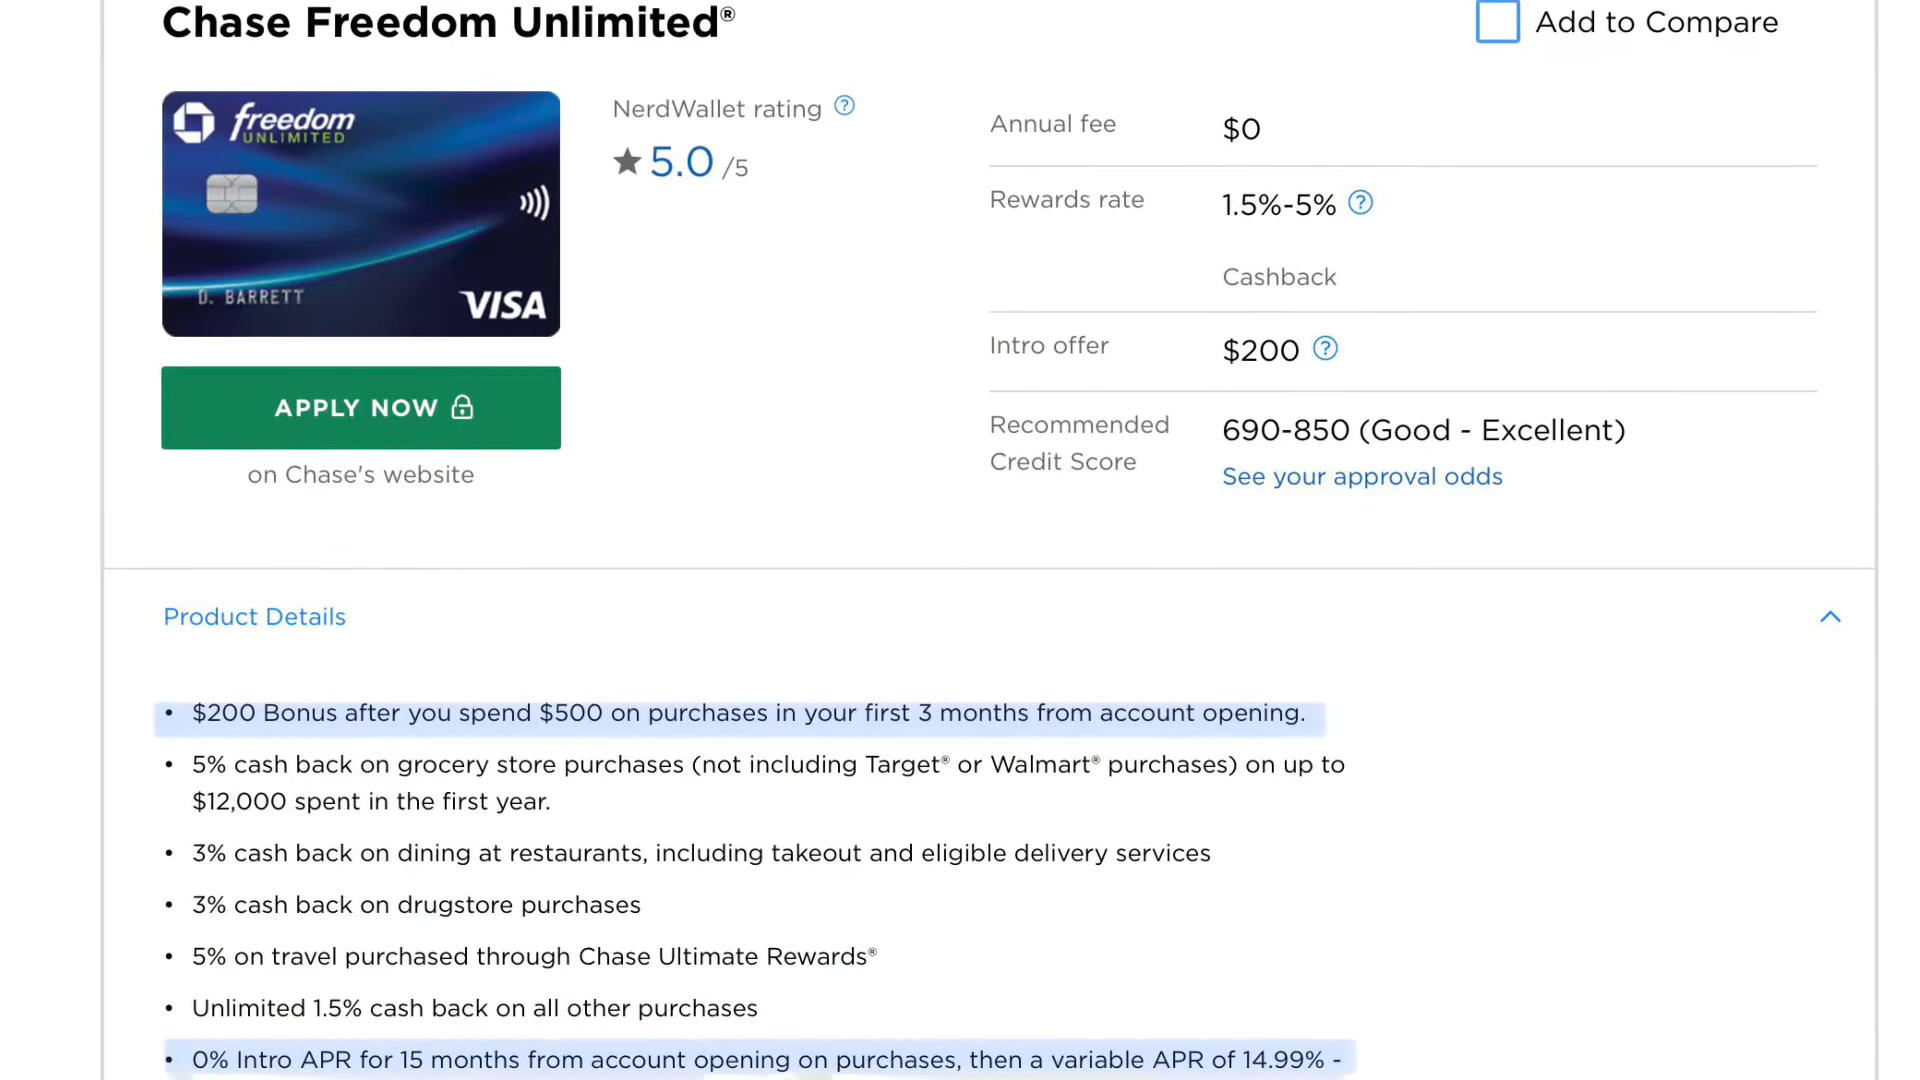 Chase Freedom Unlimited®
Add to Compare
freedom
UNLIMITED
D. BARRETT
VISA
APPLY NOW
on Chase's website
NerdWallet rating ?
5.0 /5
Annual fee $0
Rewards rate 1.5%-5% ?
Cashback
Intro offer $200 ?
Recommended
Credit Score
690-850 (Good - Excellent)
See your approval odds
Product Details
• $200 Bonus after you spend $500 on purchases in your first 3 months from account opening.
• 5% cash back on grocery store purchases (not including Target® or Walmart® purchases) on up to
$12,000 spent in the first year.
• 3% cash back on dining at restaurants, including takeout and eligible delivery services
• 3% cash back on drugstore purchases
• 5% on travel purchased through Chase Ultimate Rewards®
• Unlimited 1.5% cash back on all other purchases
• 0% Intro APR for 15 months from account opening on purchases, then a variable APR of 14.99% -